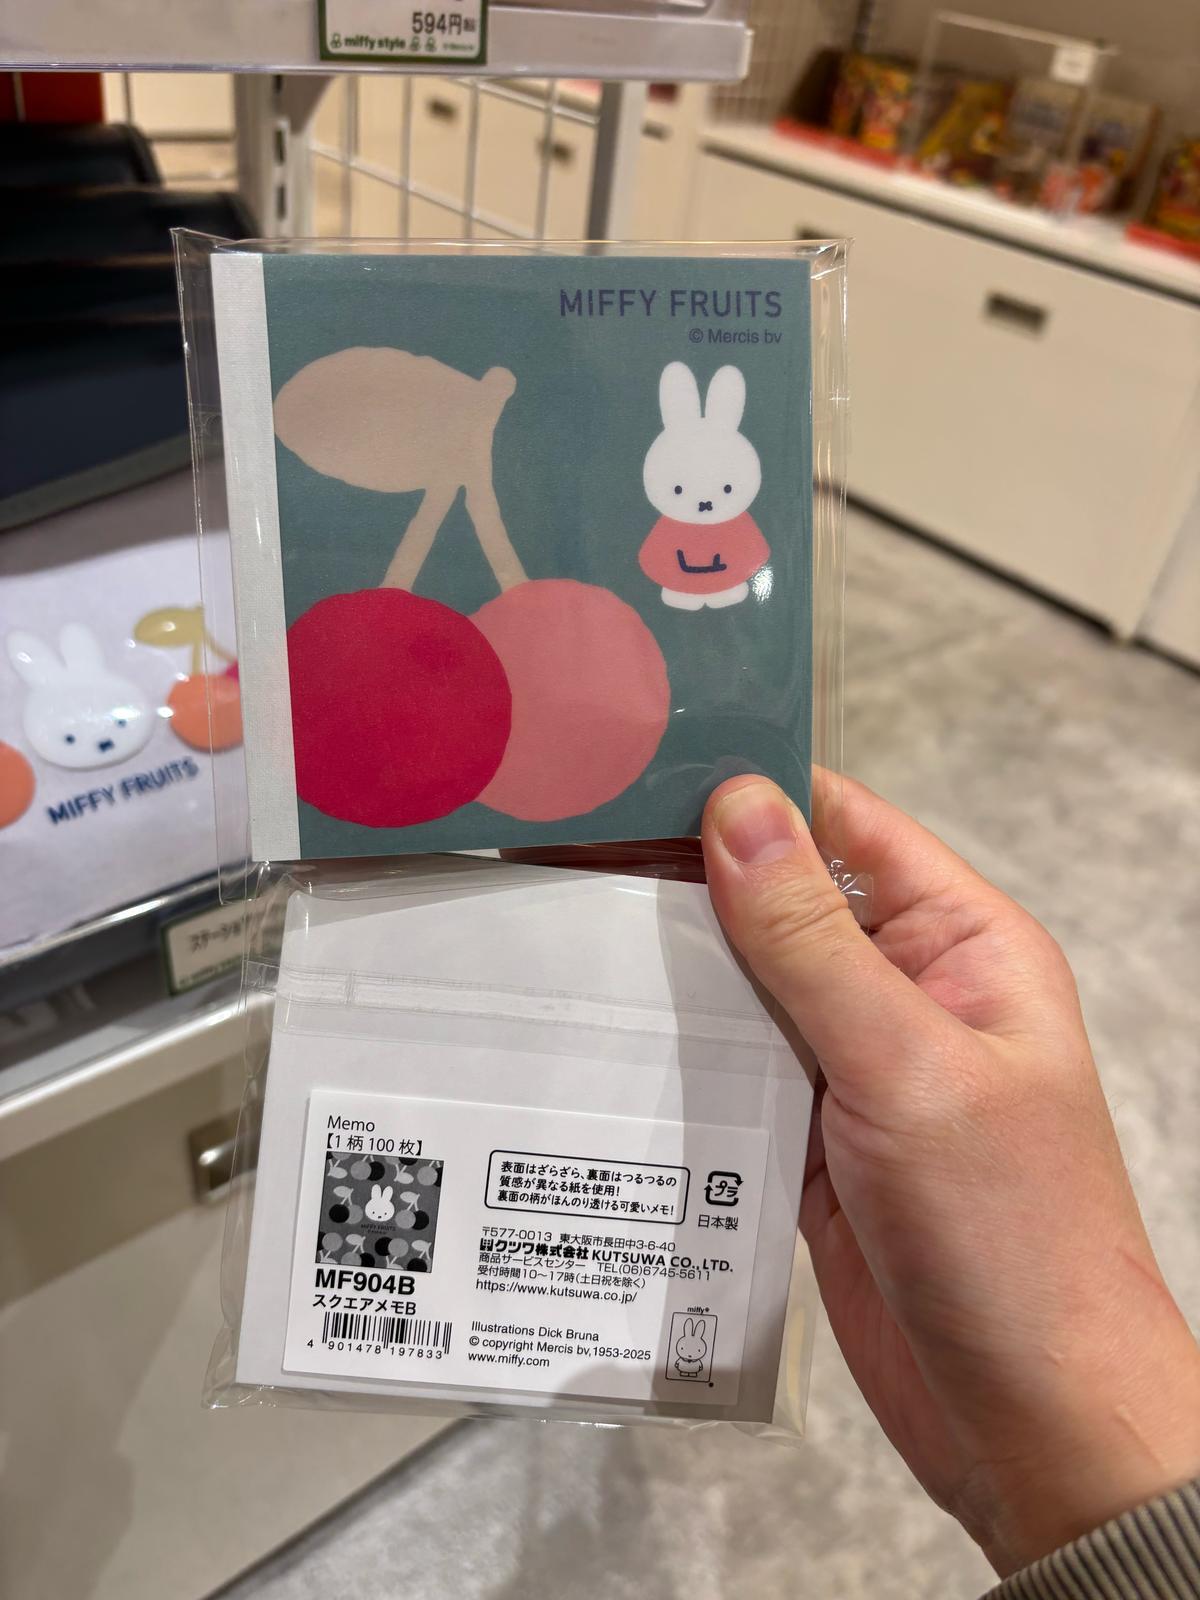 594円
miffy style
MIFFY FRUITS
© Mercis bv
MIFFY FRUITS
Memo
【1 柄 100 枚】
MIFFY FRUITS
MF904B
スクエアメモB
4 901478 197833
表面はざらざら、裏面はつるつるの
質感が異なる紙を使用!
裏面の柄がほんのり透ける可愛いメモ!
プラ
日本製
〒577-0013 東大阪市長田中3-6-40
クツワ株式会社 KUTSUWA CO., LTD.
商品サービスセンター TEL(06)6745-5611
受付時間10~17時(土日祝を除く)
https://www.kutsuwa.co.jp/
Illustrations Dick Bruna
© copyright Mercis bv,1953-2025
www.miffy.com
miffy®